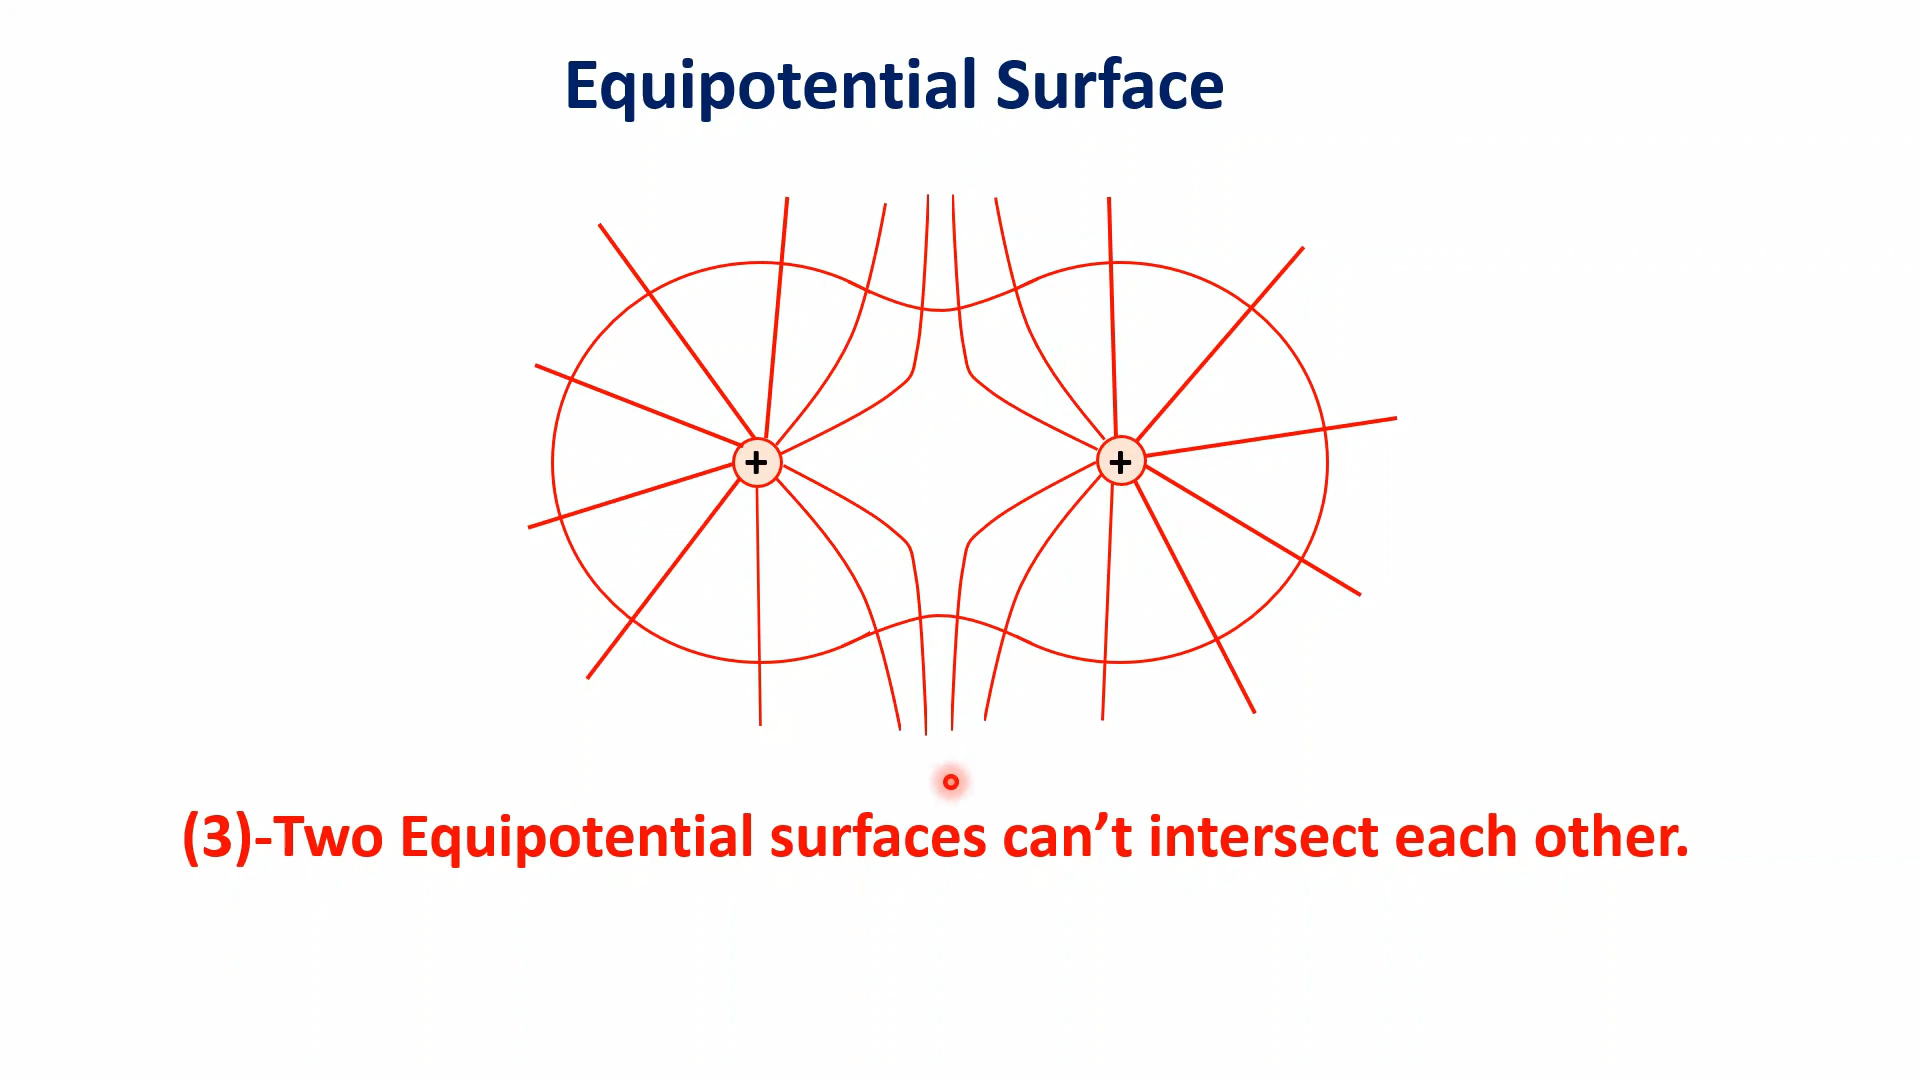 Equipotential Surface
+ +
(3)-Two Equipotential surfaces can’t intersect each other.